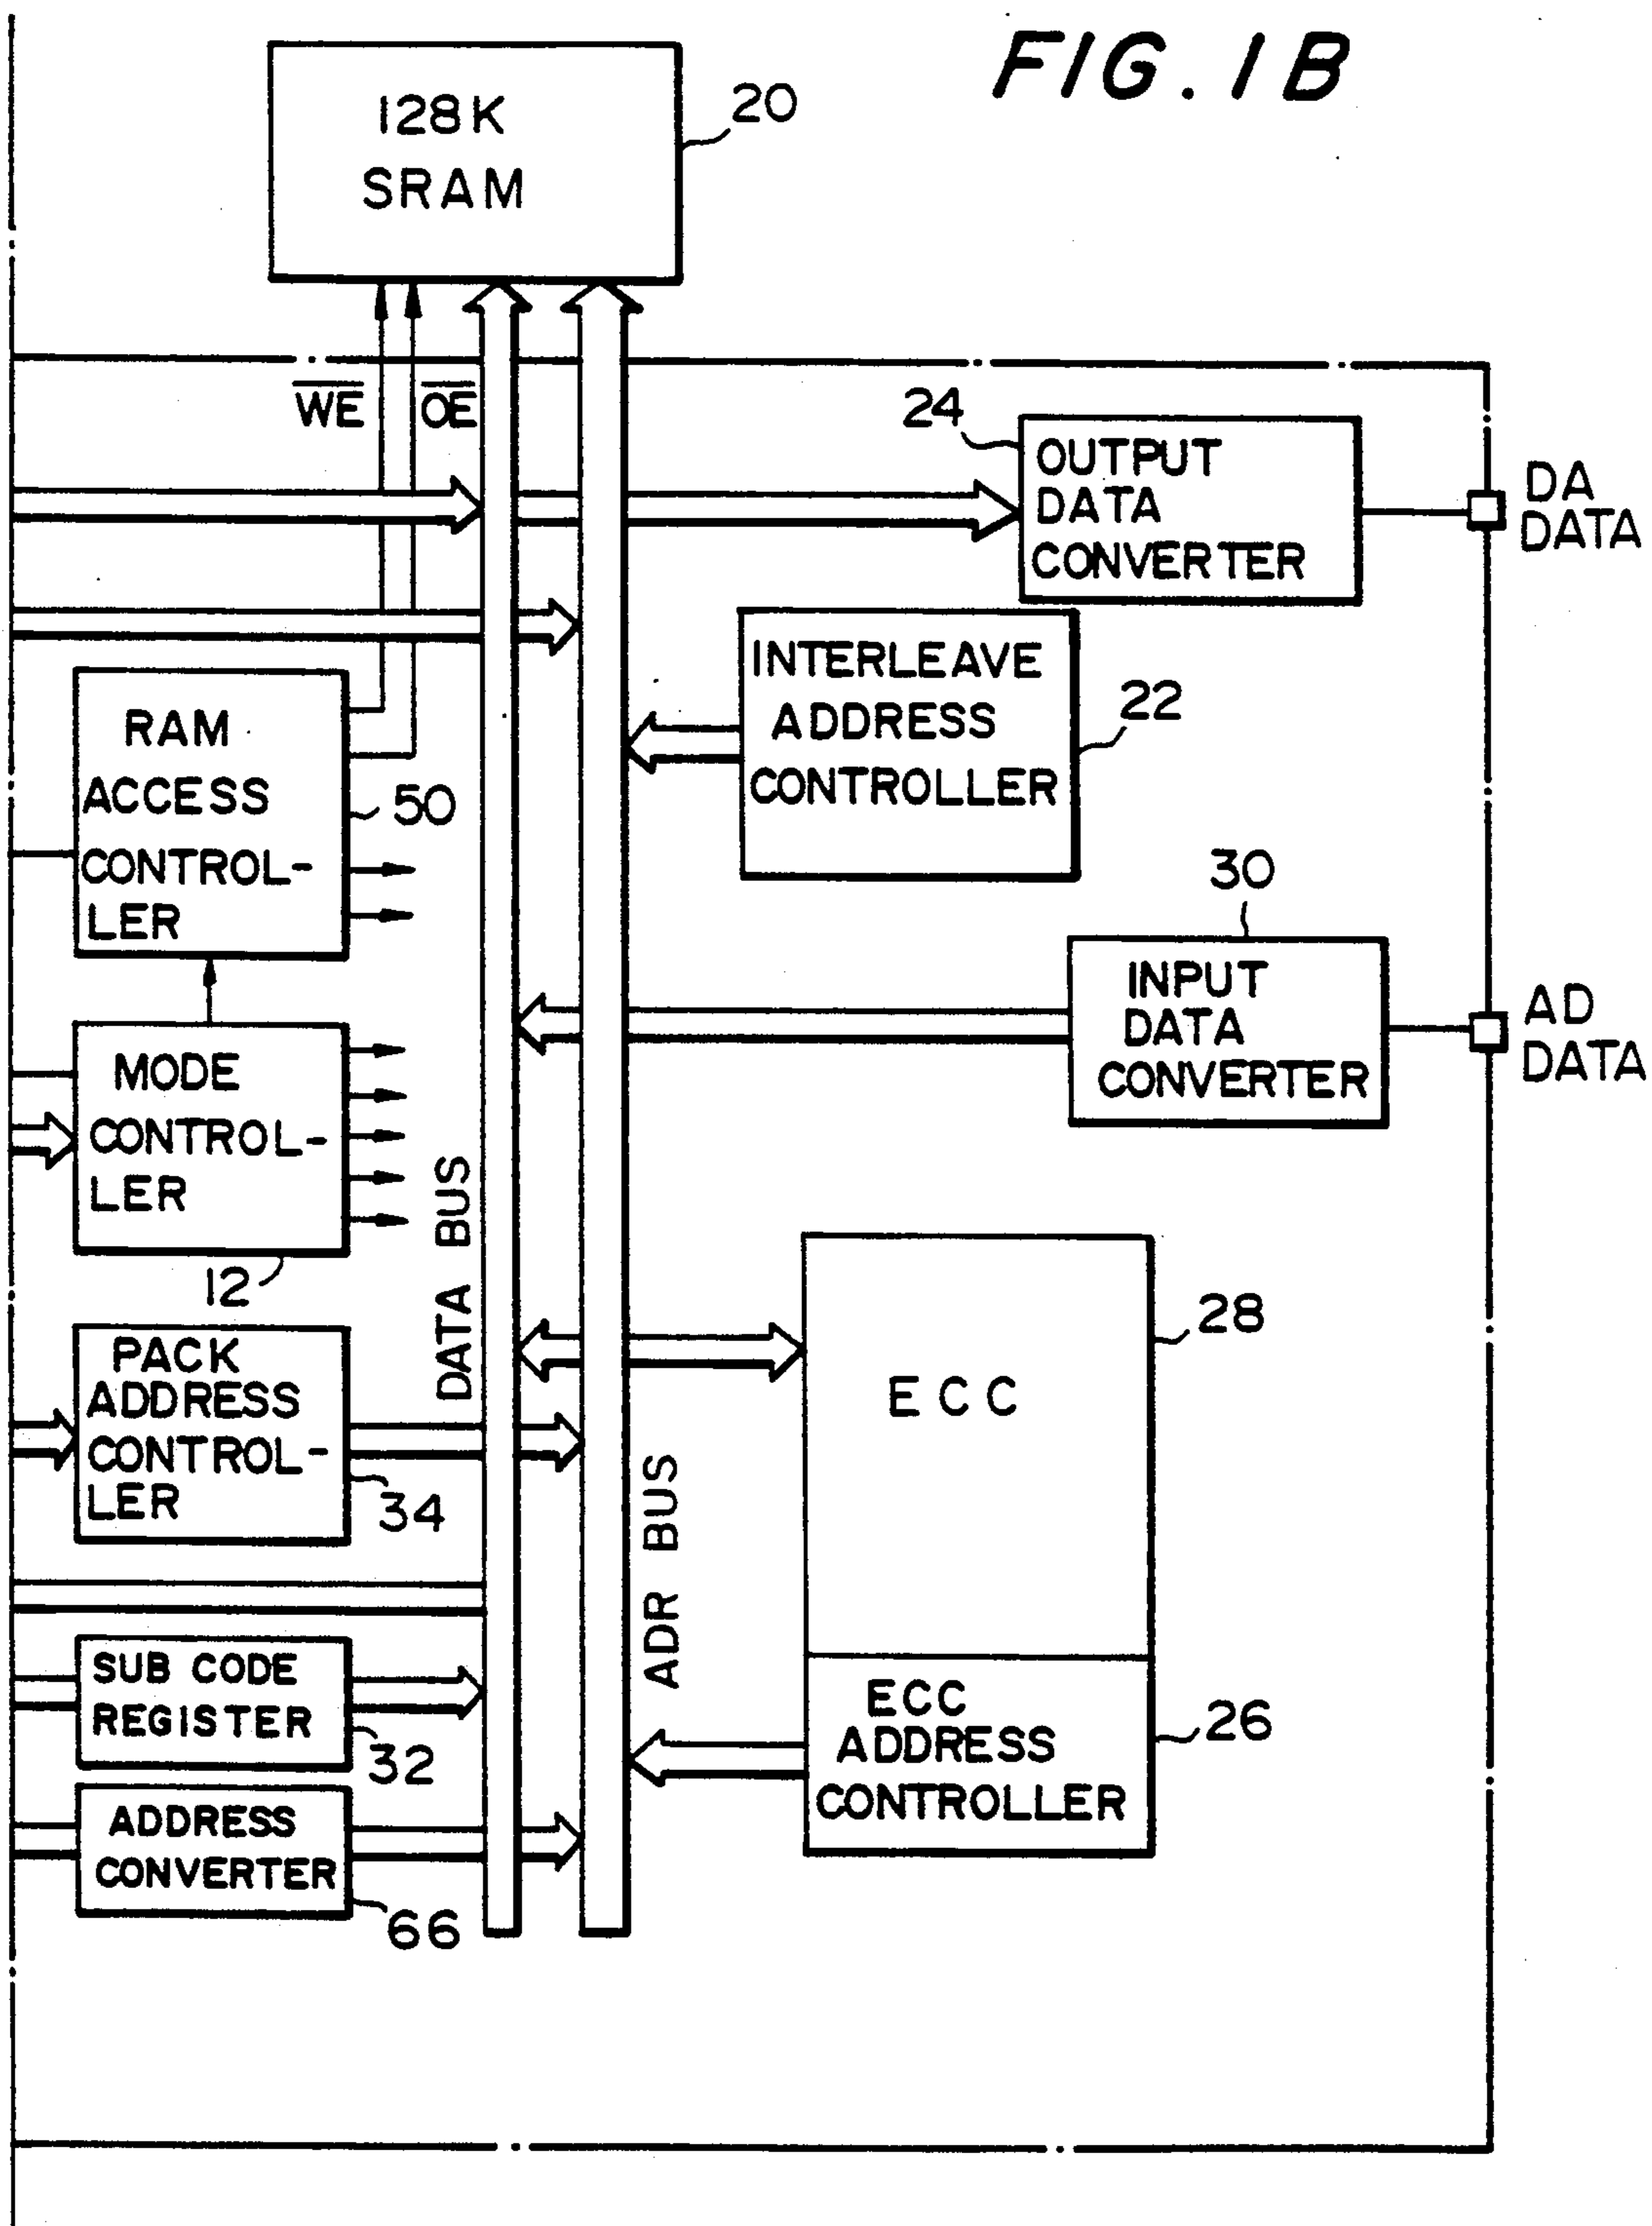 FIG. 1B
128K
SRAM
20
WE
OE
24
OUTPUT
DATA
CONVERTER
DA
DATA
INTERLEAVE
ADDRESS
CONTROLLER
22
RAM
ACCESS
CONTROL-
LER
50
30
INPUT
DATA
CONVERTER
AD
DATA
MODE
CONTROL-
LER
12
DATA BUS
PACK
ADDRESS
CONTROL-
LER
34
ECC
28
ADR BUS
SUB CODE
REGISTER
32
ECC
ADDRESS
CONTROLLER
26
ADDRESS
CONVERTER
66